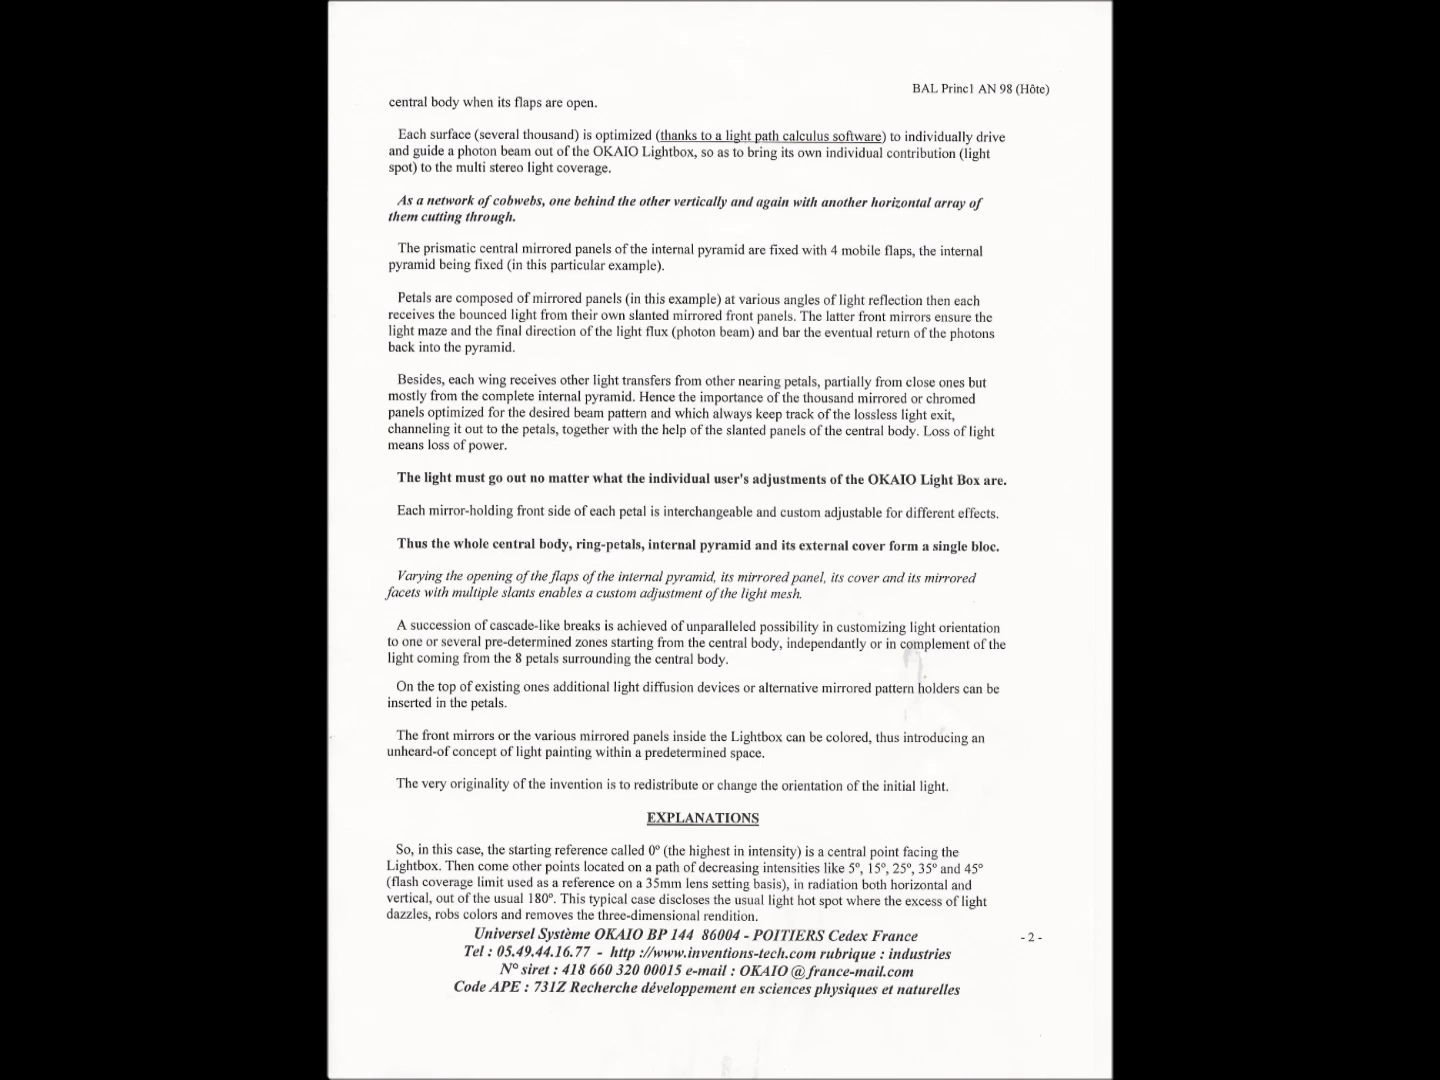 BAL Princ1 AN 98 (Hôte)
central body when its flaps are open.
Each surface (several thousand) is optimized (thanks to a light path calculus software) to individually drive
and guide a photon beam out of the OKAIO Lightbox, so as to bring its own individual contribution (light
spot) to the multi stereo light coverage.
As a network of cobwebs, one behind the other vertically and again with another horizontal array of
them cutting through.
The prismatic central mirrored panels of the internal pyramid are fixed with 4 mobile flaps, the internal
pyramid being fixed (in this particular example).
Petals are composed of mirrored panels (in this example) at various angles of light reflection then each
receives the bounced light from their own slanted mirrored front panels. The latter front mirrors ensure the
light maze and the final direction of the light flux (photon beam) and bar the eventual return of the photons
back into the pyramid.
Besides, each wing receives other light transfers from other nearing petals, partially from close ones but
mostly from the complete internal pyramid. Hence the importance of the thousand mirrored or chromed
panels optimized for the desired beam pattern and which always keep track of the lossless light exit,
channeling it out to the petals, together with the help of the slanted panels of the central body. Loss of light
means loss of power.
The light must go out no matter what the individual user's adjustments of the OKAIO Light Box are.
Each mirror-holding front side of each petal is interchangeable and custom adjustable for different effects.
Thus the whole central body, ring-petals, internal pyramid and its external cover form a single bloc.
Varying the opening of the flaps of the internal pyramid, its mirrored panel, its cover and its mirrored
facets with multiple slants enables a custom adjustment of the light mesh.
A succession of cascade-like breaks is achieved of unparalleled possibility in customizing light orientation
to one or several pre-determined zones starting from the central body, independantly or in complement of the
light coming from the 8 petals surrounding the central body.
On the top of existing ones additional light diffusion devices or alternative mirrored pattern holders can be
inserted in the petals.
The front mirrors or the various mirrored panels inside the Lightbox can be colored, thus introducing an
unheard-of concept of light painting within a predetermined space.
The very originality of the invention is to redistribute or change the orientation of the initial light.
EXPLANATIONS
So, in this case, the starting reference called 0° (the highest in intensity) is a central point facing the
Lightbox. Then come other points located on a path of decreasing intensities like 5°, 15°, 25°, 35° and 45°
(flash coverage limit used as a reference on a 35mm lens setting basis), in radiation both horizontal and
vertical, out of the usual 180°. This typical case discloses the usual light hot spot where the excess of light
dazzles, robs colors and removes the three-dimensional rendition.
Universel Système OKAIO BP 144 86004 - POITIERS Cedex France
- 2 -
Tel : 05.49.44.16.77 - http ://www.inventions-tech.com rubrique : industries
N° siret : 418 660 320 00015 e-mail : OKAIO @ france-mail.com
Code APE : 731Z Recherche développement en sciences physiques et naturelles